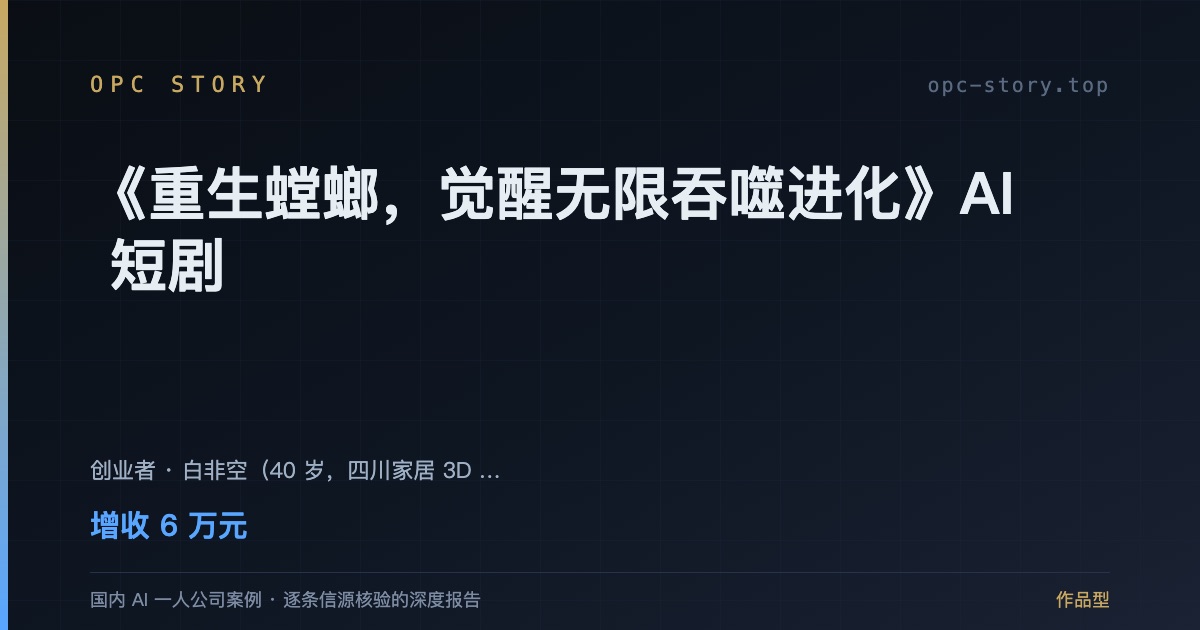 OPC STORY
opc-story.top
《重生螳螂，觉醒无限吞噬进化》AI
短剧
创业者 · 白非空（40 岁，四川家居 3D …
增收 6 万元
国内 AI 一人公司案例 · 逐条信源核验的深度报告
作品型